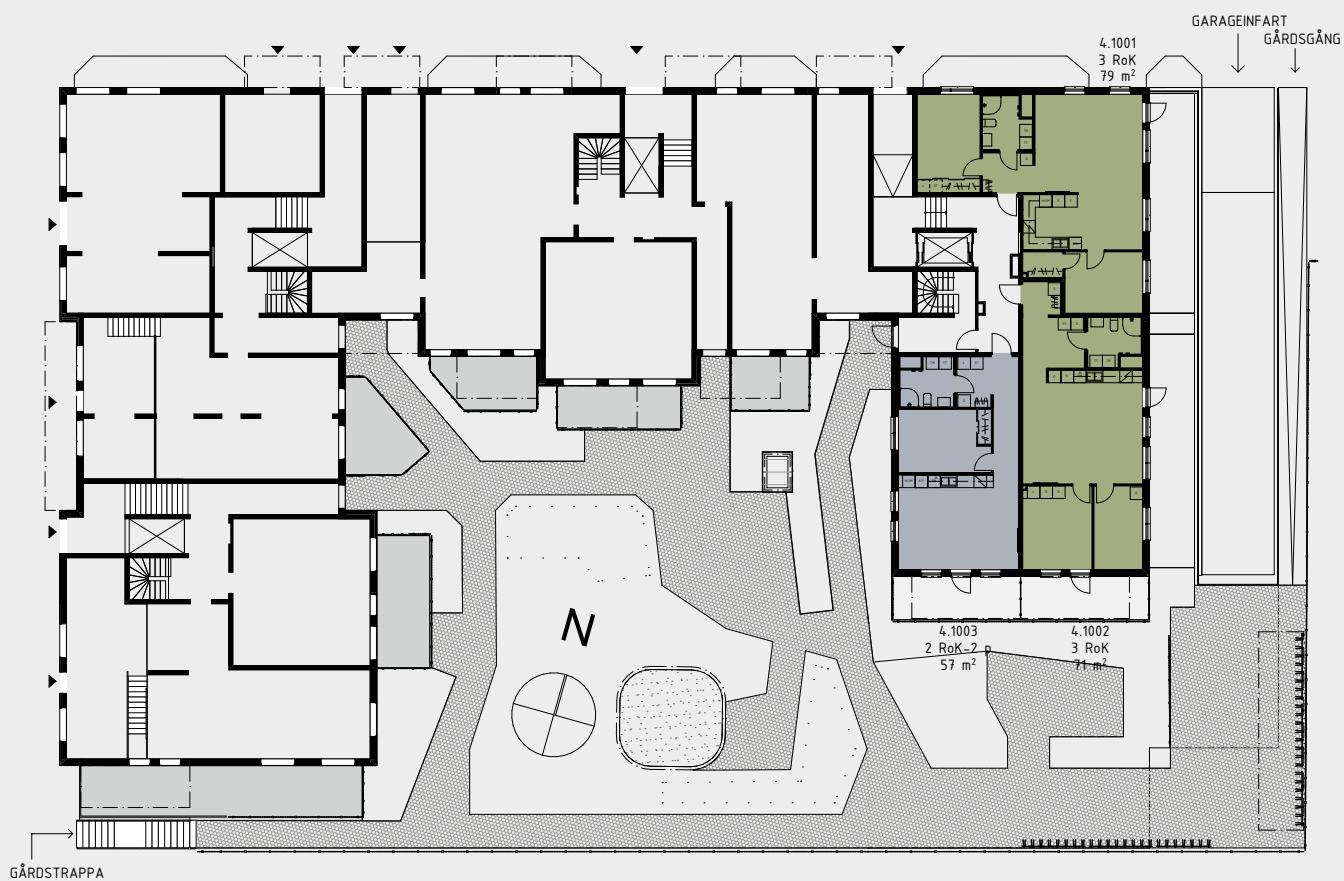 GARAGEINFART
GÅRDSGÅNG
4.1001
3 RoK
79 m²
N
4.1003
2 RoK-2 p
57 m²
4.1002
3 RoK
71 m²
GÅRDSTRAPPA